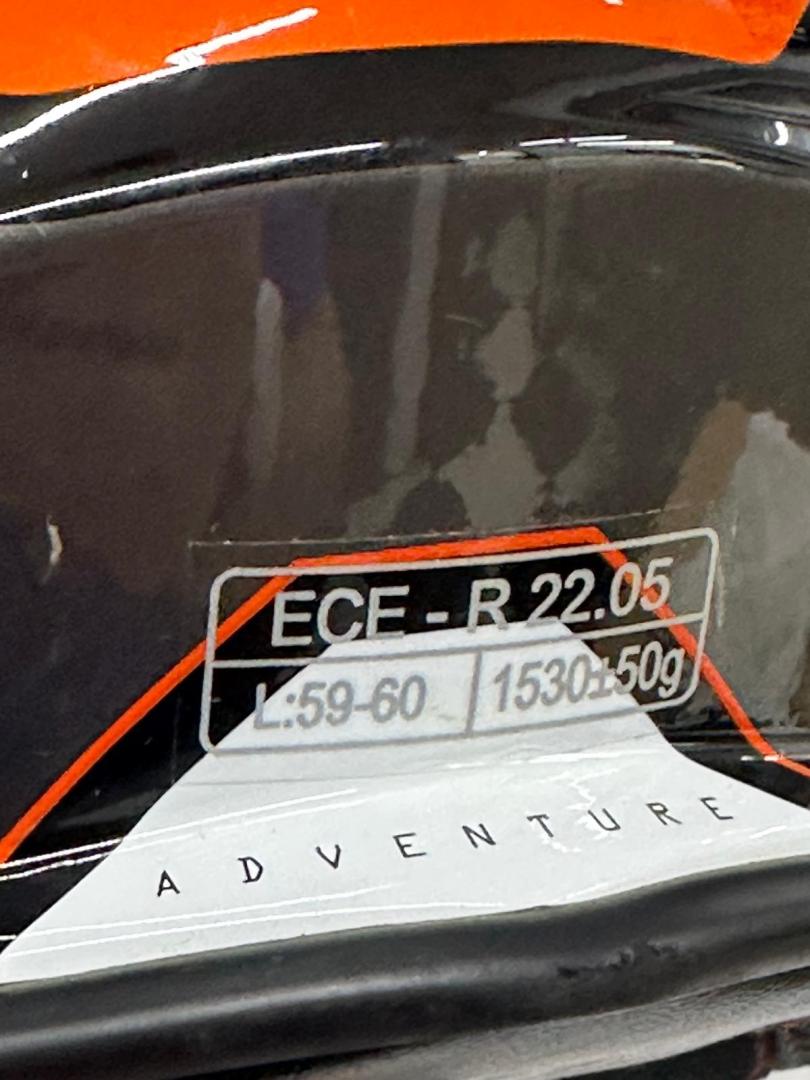 ECE - R 22.05
L:59-60 1530±50g
ADVENTURE